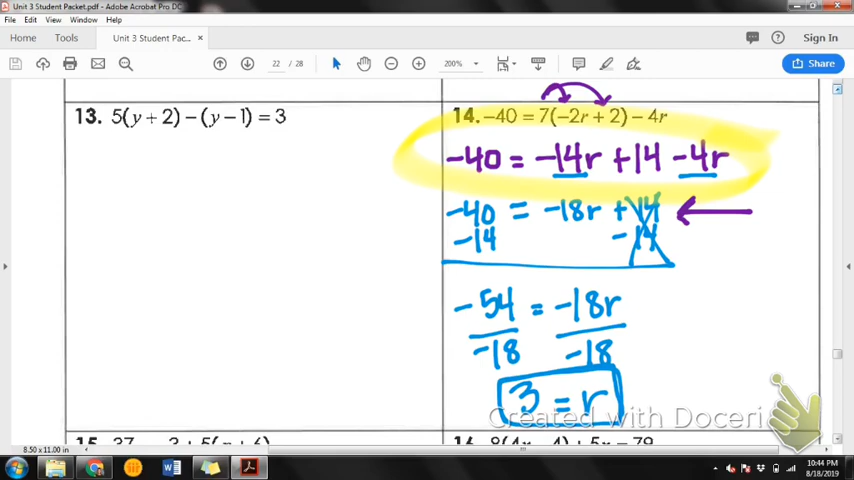 Unit 3 Student Packet.pdf - Adobe Acrobat Pro DC
File Edit View Window Help
Home Tools Unit 3 Student Pac... × Sign In
22 / 28 200% Share
13. 5(y + 2) − (y − 1) = 3
14. −40 = 7(−2r + 2) − 4r
-40 = -14r +14 -4r
-40 = -18r +14
-14 -14
-54 = -18r
-18 -18
3 = r
Created with Doceri
8.50 x 11.00 in
10:44 PM
8/18/2019